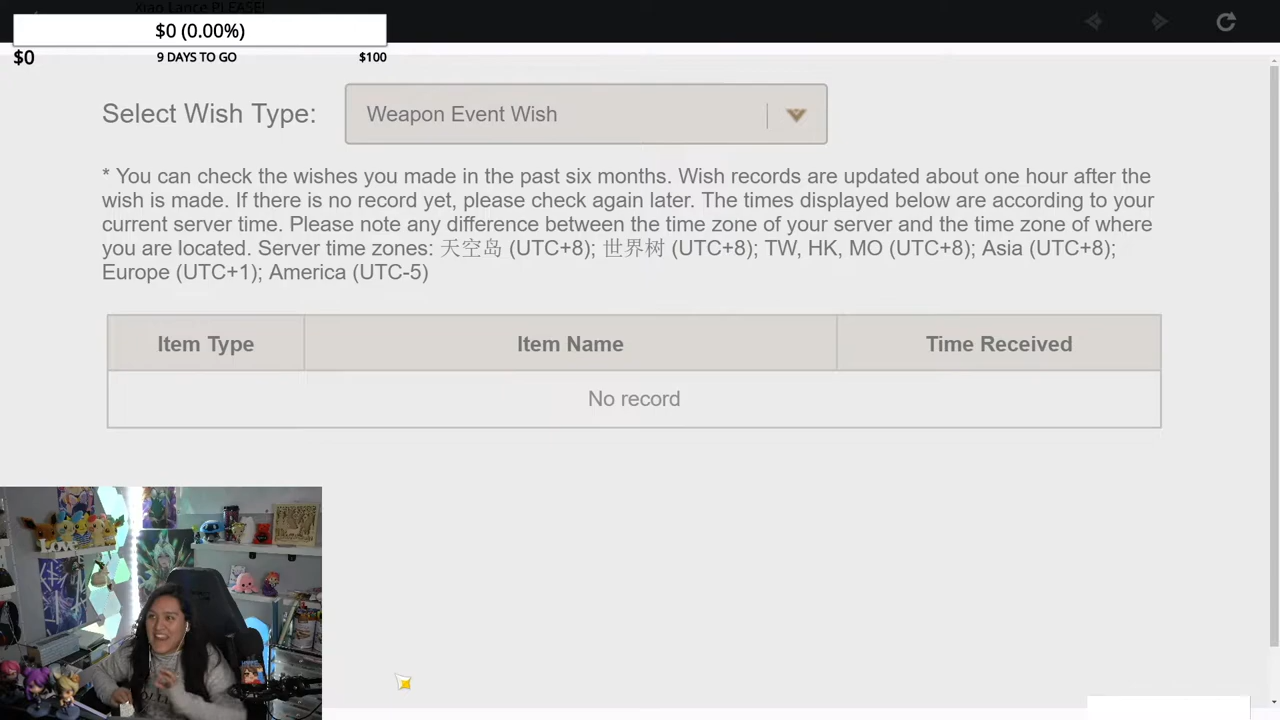 Xiao Lance PLEASE!
$0 (0.00%)
$0 9 DAYS TO GO $100
Select Wish Type: Weapon Event Wish
* You can check the wishes you made in the past six months. Wish records are updated about one hour after the
wish is made. If there is no record yet, please check again later. The times displayed below are according to your
current server time. Please note any difference between the time zone of your server and the time zone of where
you are located. Server time zones: 天空岛 (UTC+8); 世界树 (UTC+8); TW, HK, MO (UTC+8); Asia (UTC+8);
Europe (UTC+1); America (UTC-5)
Item Type Item Name Time Received
No record
LOVE